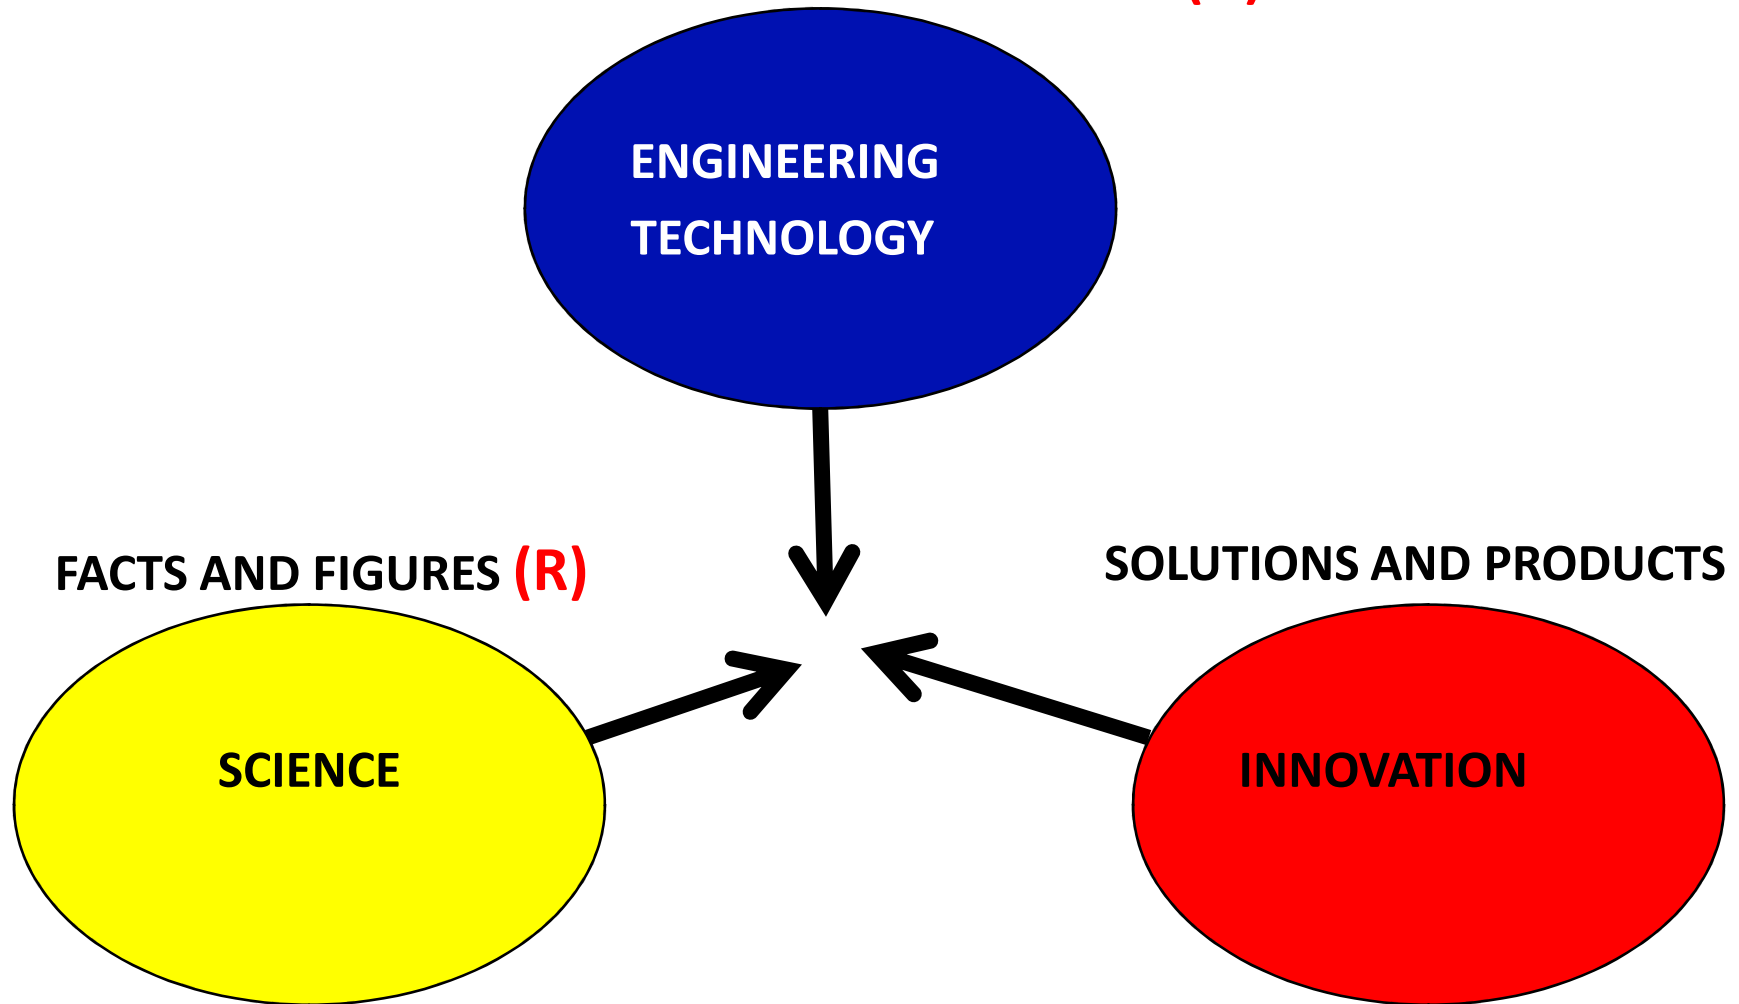 ENGINEERING
TECHNOLOGY
FACTS AND FIGURES (R)
SOLUTIONS AND PRODUCTS
SCIENCE
INNOVATION